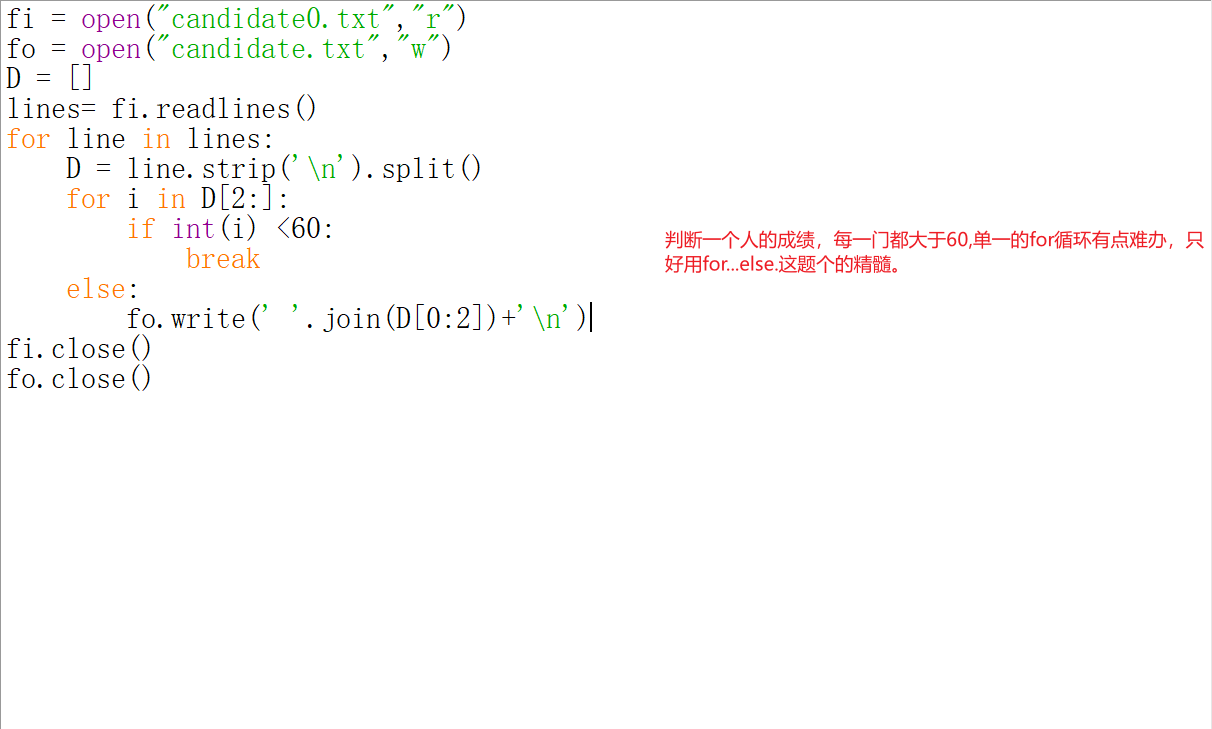 fi = open("candidate0.txt","r")
fo = open("candidate.txt","w")
D = []
lines= fi.readlines()
for line in lines:
    D = line.strip('\n').split()
    for i in D[2:]:
        if int(i) <60:
            break
    else:
        fo.write(' '.join(D[0:2])+'\n')
fi.close()
fo.close()
判断一个人的成绩，每一门都大于60,单一的for循环有点难办，只
好用for...else.这题个的精髓。